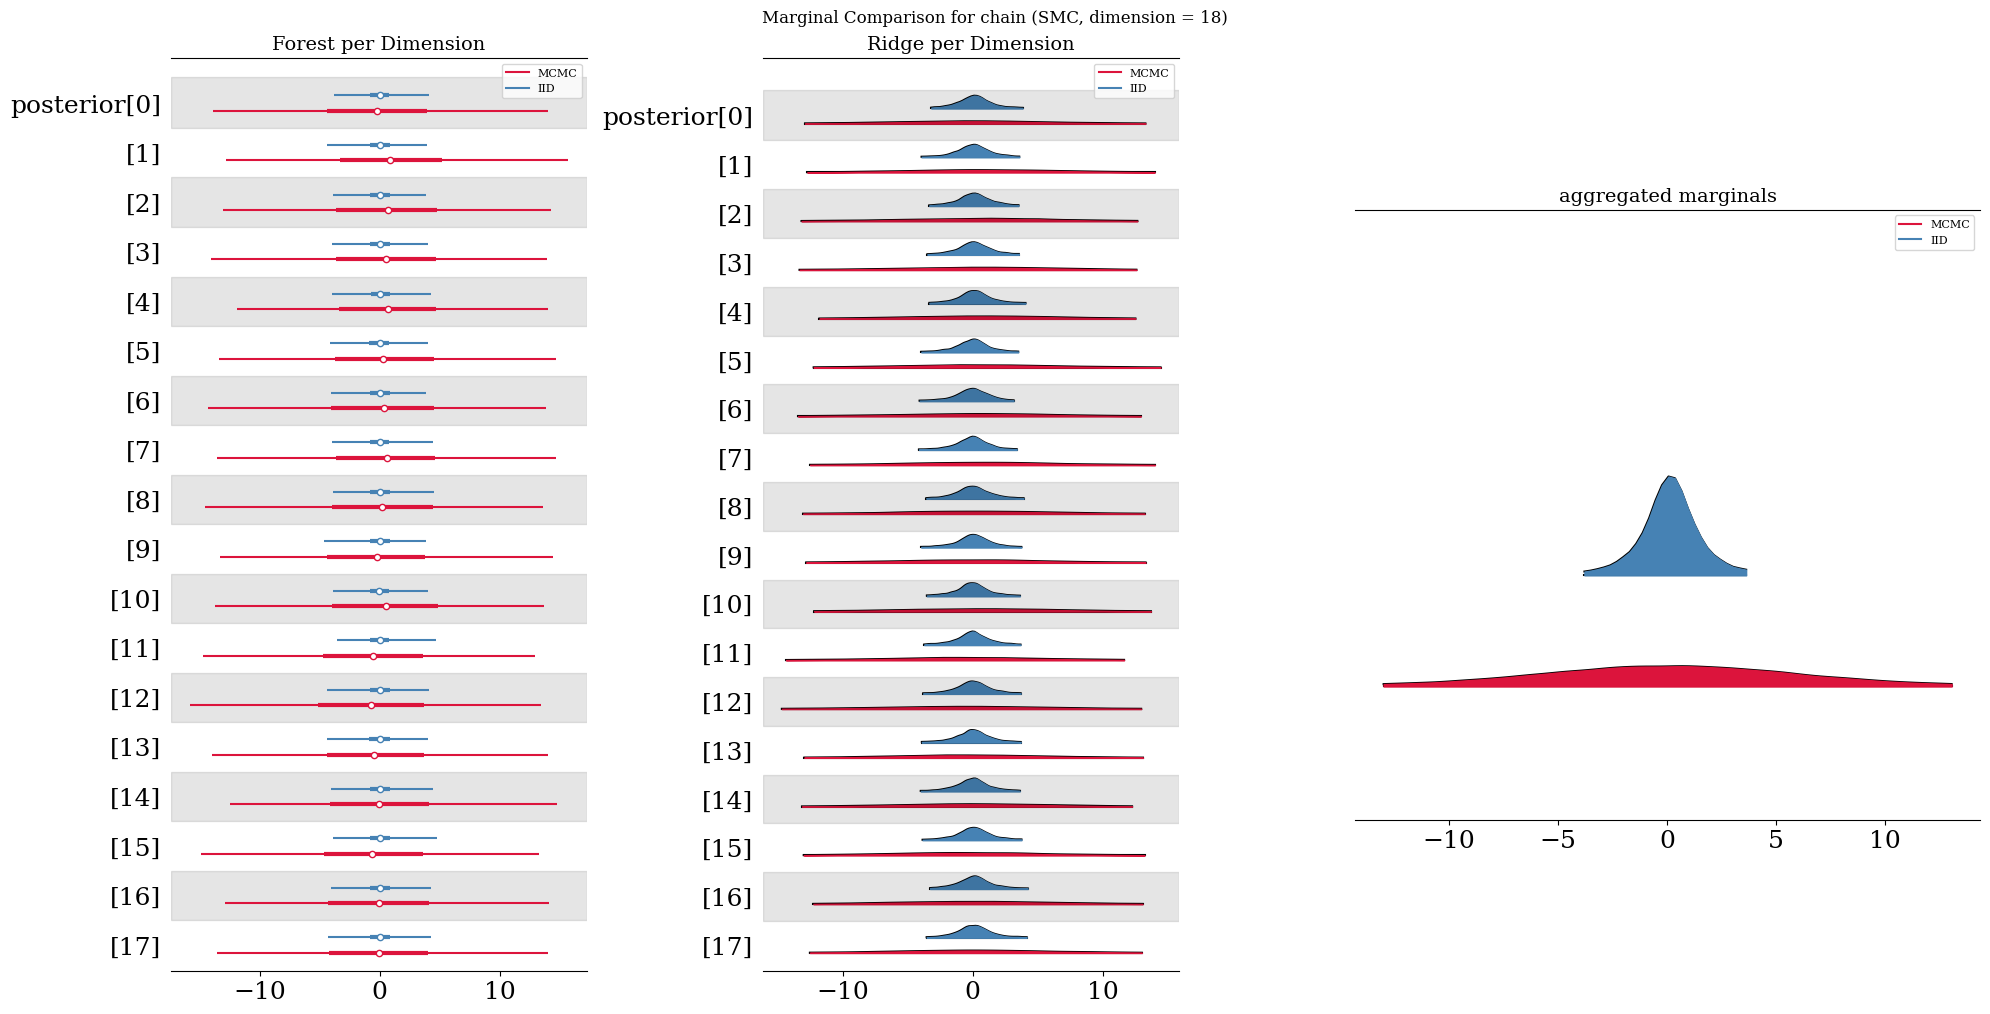 Marginal Comparison for chain (SMC, dimension = 18)
Forest per Dimension
MCMC
IID
posterior[0]
[1]
[2]
[3]
[4]
[5]
[6]
[7]
[8]
[9]
[10]
[11]
[12]
[13]
[14]
[15]
[16]
[17]
−10 0 10
Ridge per Dimension
MCMC
IID
posterior[0]
[1]
[2]
[3]
[4]
[5]
[6]
[7]
[8]
[9]
[10]
[11]
[12]
[13]
[14]
[15]
[16]
[17]
−10 0 10
aggregated marginals
MCMC
IID
−10 −5 0 5 10